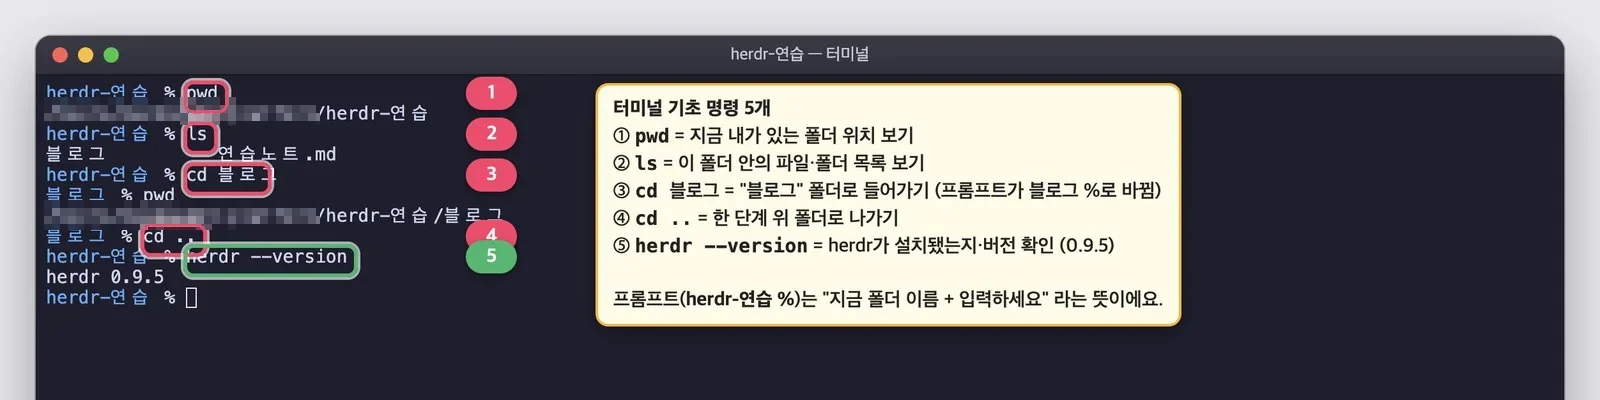 herdr-연습 — 터미널
herdr-연습 % pwd
/herdr-연습
herdr-연습 % ls
블로그 연습노트.md
herdr-연습 % cd 블로그
블로그 % pwd
/herdr-연습/블로그
블로그 % cd ..
herdr-연습 % herdr --version
herdr 0.9.5
herdr-연습 %
1
2
3
4
5
터미널 기초 명령 5개
① pwd = 지금 내가 있는 폴더 위치 보기
② ls = 이 폴더 안의 파일·폴더 목록 보기
③ cd 블로그 = "블로그" 폴더로 들어가기 (프롬프트가 블로그 %로 바뀜)
④ cd .. = 한 단계 위 폴더로 나가기
⑤ herdr --version = herdr가 설치됐는지·버전 확인 (0.9.5)
프롬프트(herdr-연습 %)는 "지금 폴더 이름 + 입력하세요" 라는 뜻이에요.